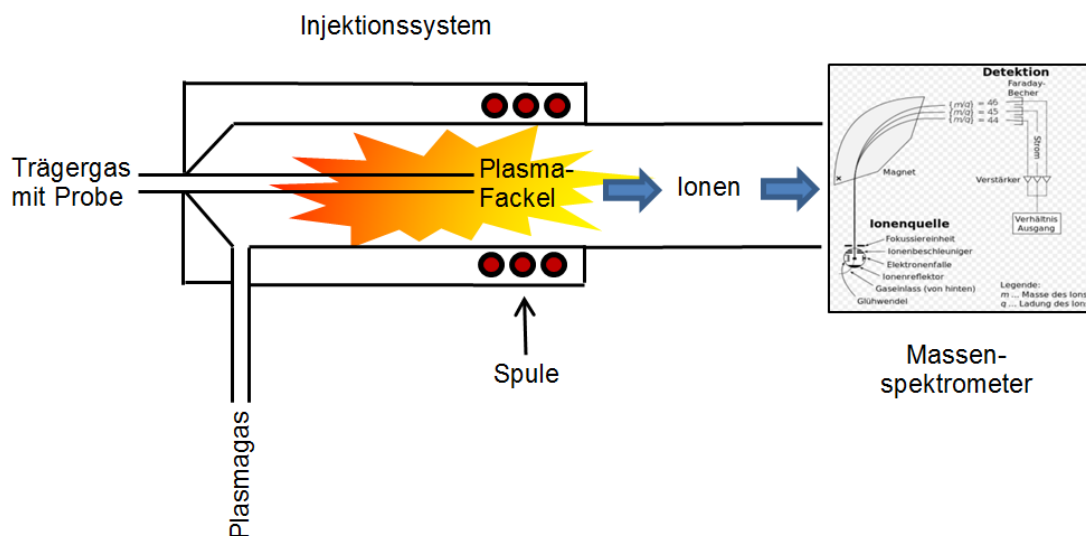 Injektionssystem
Trägergas
mit Probe
Plasma-
Fackel
Ionen
Spule
Plasmagas
Massen-
spektrometer
Detektion
Faraday-
Becher
(m/q) = 46
(m/q) = 45
(m/q) = 44
Strom
Magnet
Verstärker
Verhältnis
Ausgang
Ionenquelle
Fokussiereinheit
Ionenbeschleuniger
Elektronenfalle
Ionenreflektor
Gaseinlass (von hinten)
Glühwendel
Legende:
m ... Masse des Ions
q ... Ladung des Ions